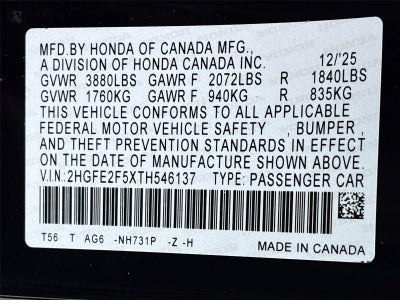 MFD.BY HONDA OF CANADA MFG.,
A DIVISION OF HONDA CANADA INC. 12/'25
GVWR 3880LBS GAWR F 2072LBS R 1840LBS
GVWR 1760KG GAWR F 940KG R 835KG
THIS VEHICLE CONFORMS TO ALL APPLICABLE
FEDERAL MOTOR VEHICLE SAFETY , BUMPER ,
AND THEFT PREVENTION STANDARDS IN EFFECT
ON THE DATE OF MANUFACTURE SHOWN ABOVE.
V.I.N.:2HGFE2F5XTH546137 TYPE: PASSENGER CAR
T56 T AG6 -NH731P -Z -H
MADE IN CANADA